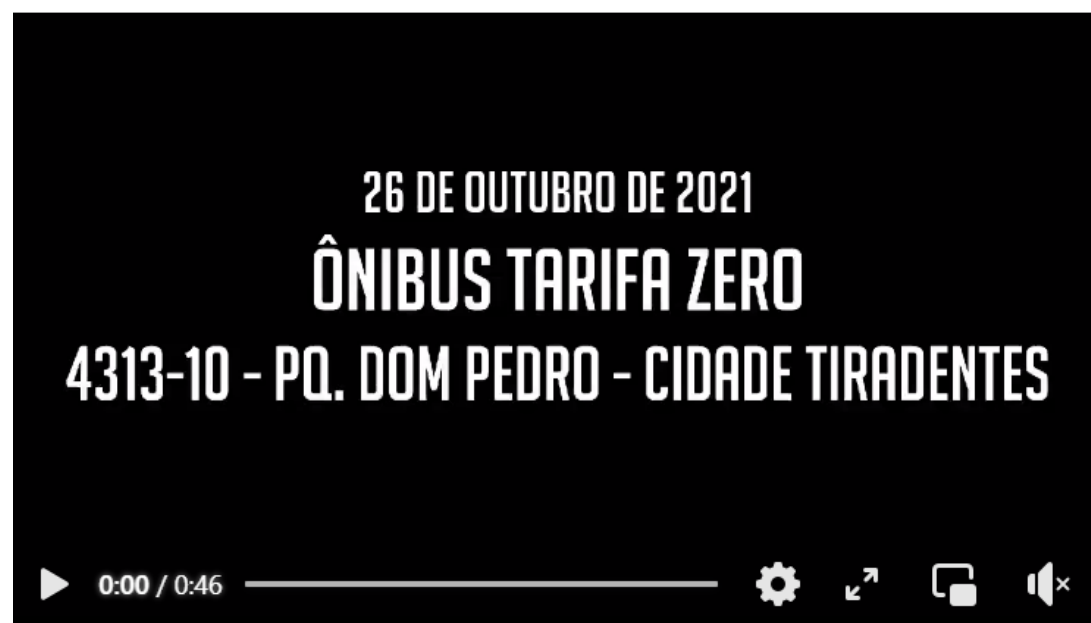 26 DE OUTUBRO DE 2021
ÔNIBUS TARIFA ZERO
4313-10 - PQ. DOM PEDRO - CIDADE TIRADENTES
0:00 / 0:46